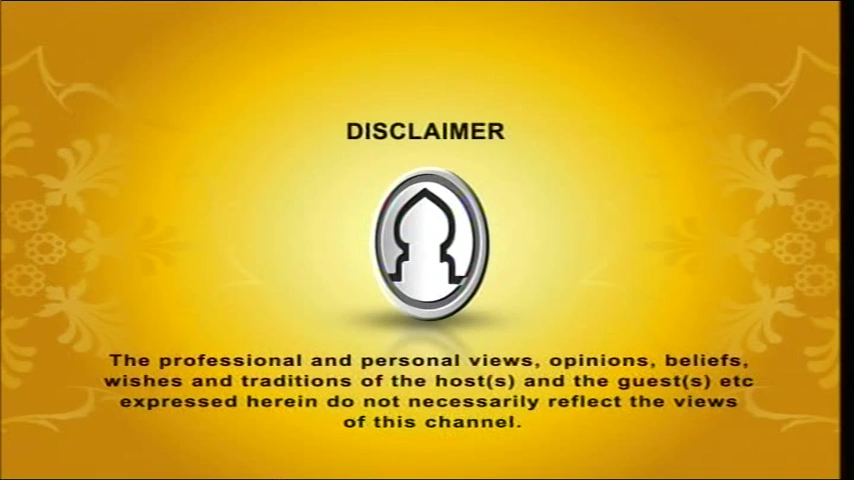 DISCLAIMER
The professional and personal views, opinions, beliefs,
wishes and traditions of the host(s) and the guest(s) etc
expressed herein do not necessarily reflect the views
of this channel.